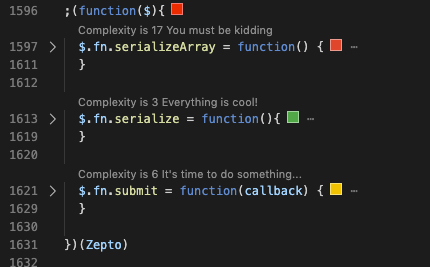 1596 ;(function($){
Complexity is 17 You must be kidding
1597 > $.fn.serializeArray = function() { ⋯
1611 }
1612
Complexity is 3 Everything is cool!
1613 > $.fn.serialize = function(){ ⋯
1619 }
1620
Complexity is 6 It's time to do something...
1621 > $.fn.submit = function(callback) { ⋯
1629 }
1630
1631 })(Zepto)
1632